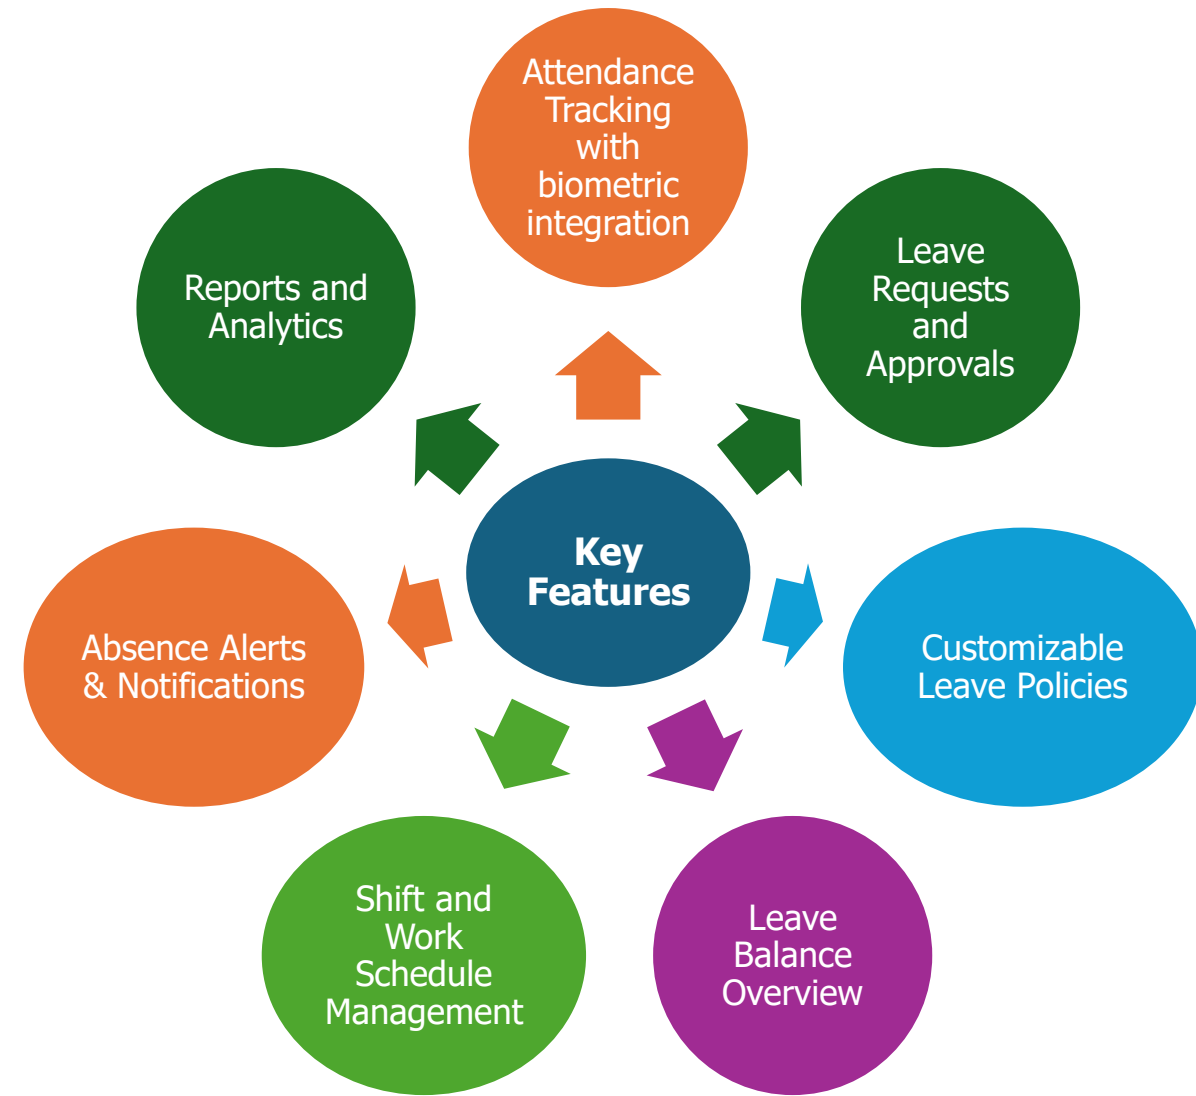 Attendance
Tracking
with
biometric
integration
Leave
Requests
and
Approvals
Reports and
Analytics
Key
Features
Customizable
Leave Policies
Absence Alerts
& Notifications
Shift and
Work
Schedule
Management
Leave
Balance
Overview